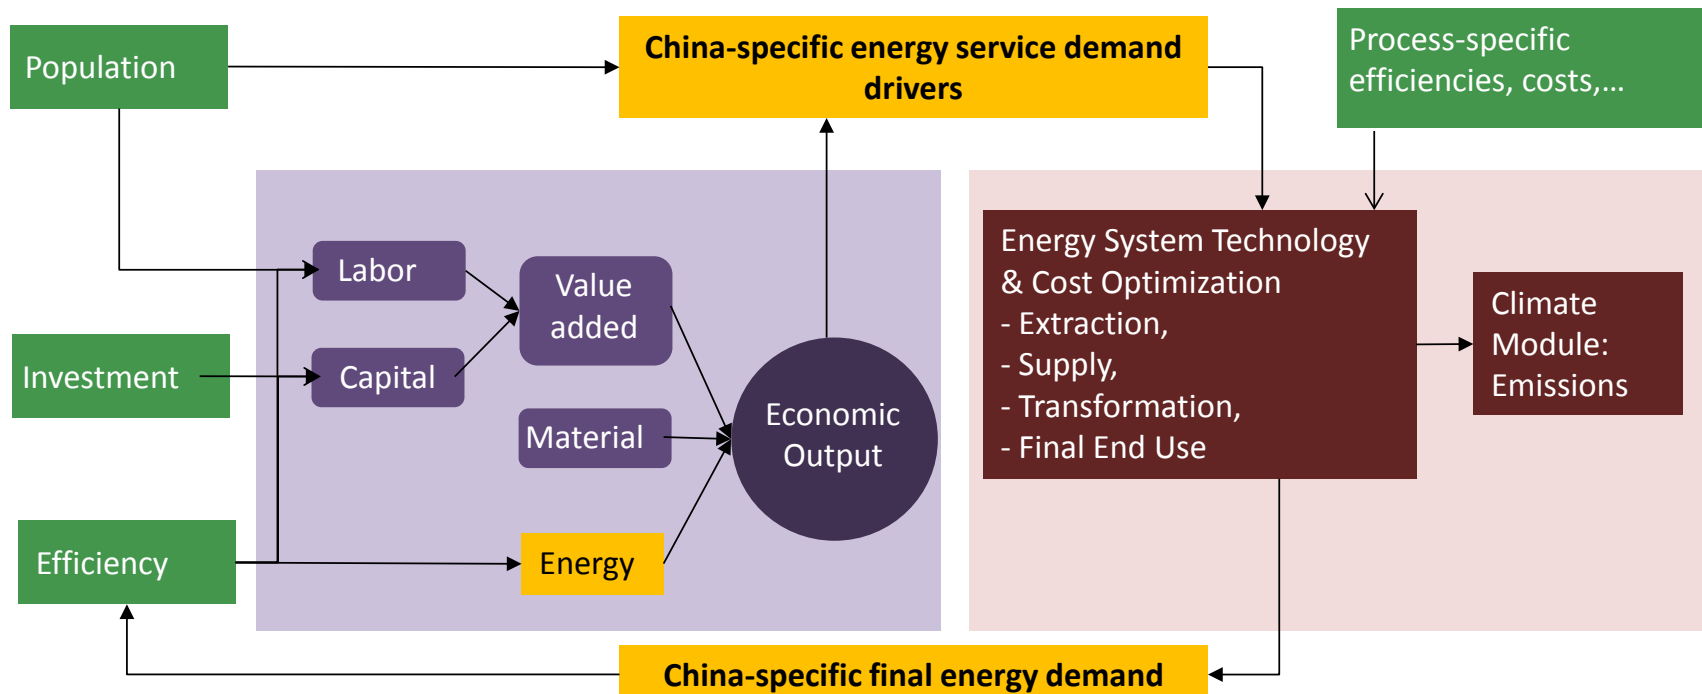 Population
China-specific energy service demand
drivers
Process-specific
efficiencies, costs,...
Labor
Value
added
Investment
Capital
Material
Economic
Output
Efficiency
Energy
Energy System Technology
& Cost Optimization
- Extraction,
- Supply,
- Transformation,
- Final End Use
Climate
Module:
Emissions
China-specific final energy demand